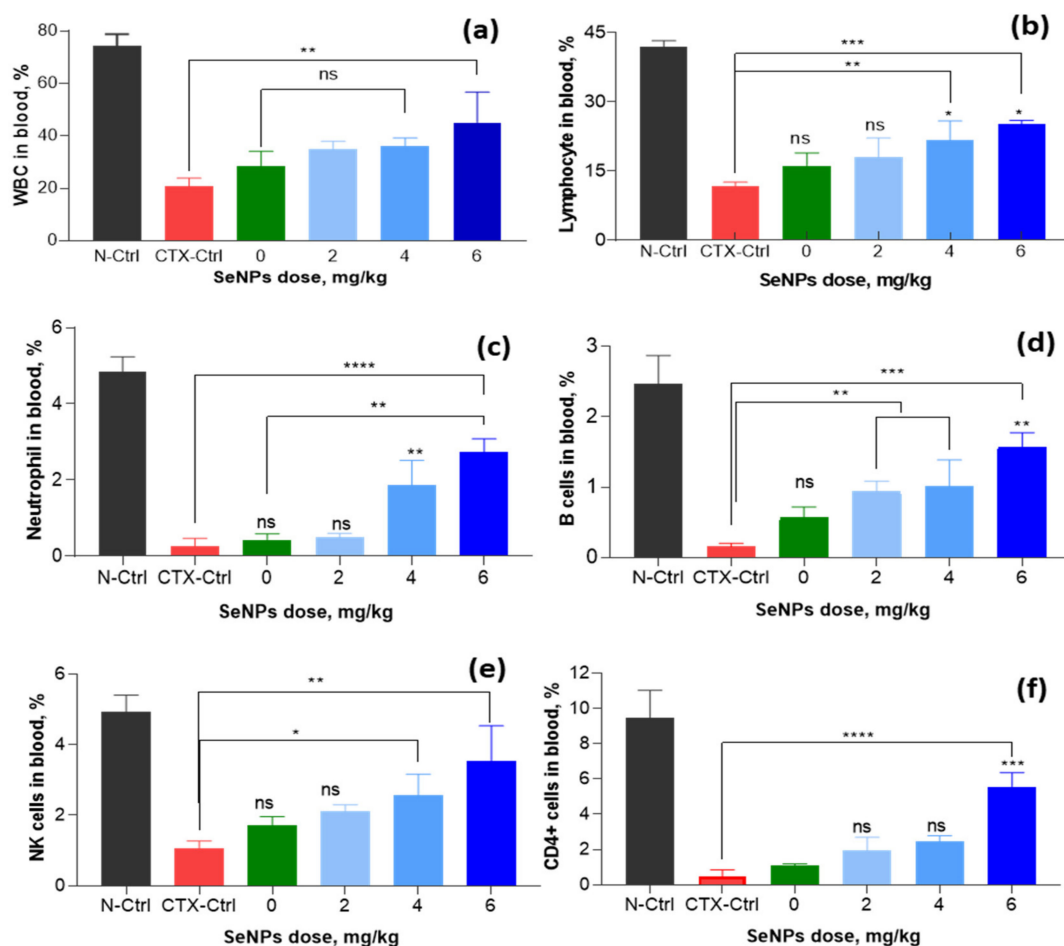 (a)
WBC in blood, %
80
60
40
20
0
**
ns
N-Ctrl CTX-Ctrl 0 2 4 6
SeNPs dose, mg/kg
(b)
Lymphocyte in blood, %
45
30
15
0
***
**
ns ns * *
N-Ctrl CTX-Ctrl 0 2 4 6
SeNPs dose, mg/kg
(c)
Neutrophil in blood, %
6
4
2
0
****
**
**
ns ns
N-Ctrl CTX-Ctrl 0 2 4 6
SeNPs dose, mg/kg
(d)
B cells in blood, %
3
2
1
0
***
**
**
ns
N-Ctrl CTX-Ctrl 0 2 4 6
SeNPs dose, mg/kg
(e)
NK cells in blood, %
6
4
2
0
**
*
ns ns
N-Ctrl CTX-Ctrl 0 2 4 6
SeNPs dose, mg/kg
(f)
CD4+ cells in blood, %
12
10
8
6
4
2
0
****
***
ns ns
N-Ctrl CTX-Ctrl 0 2 4 6
SeNPs dose, mg/kg